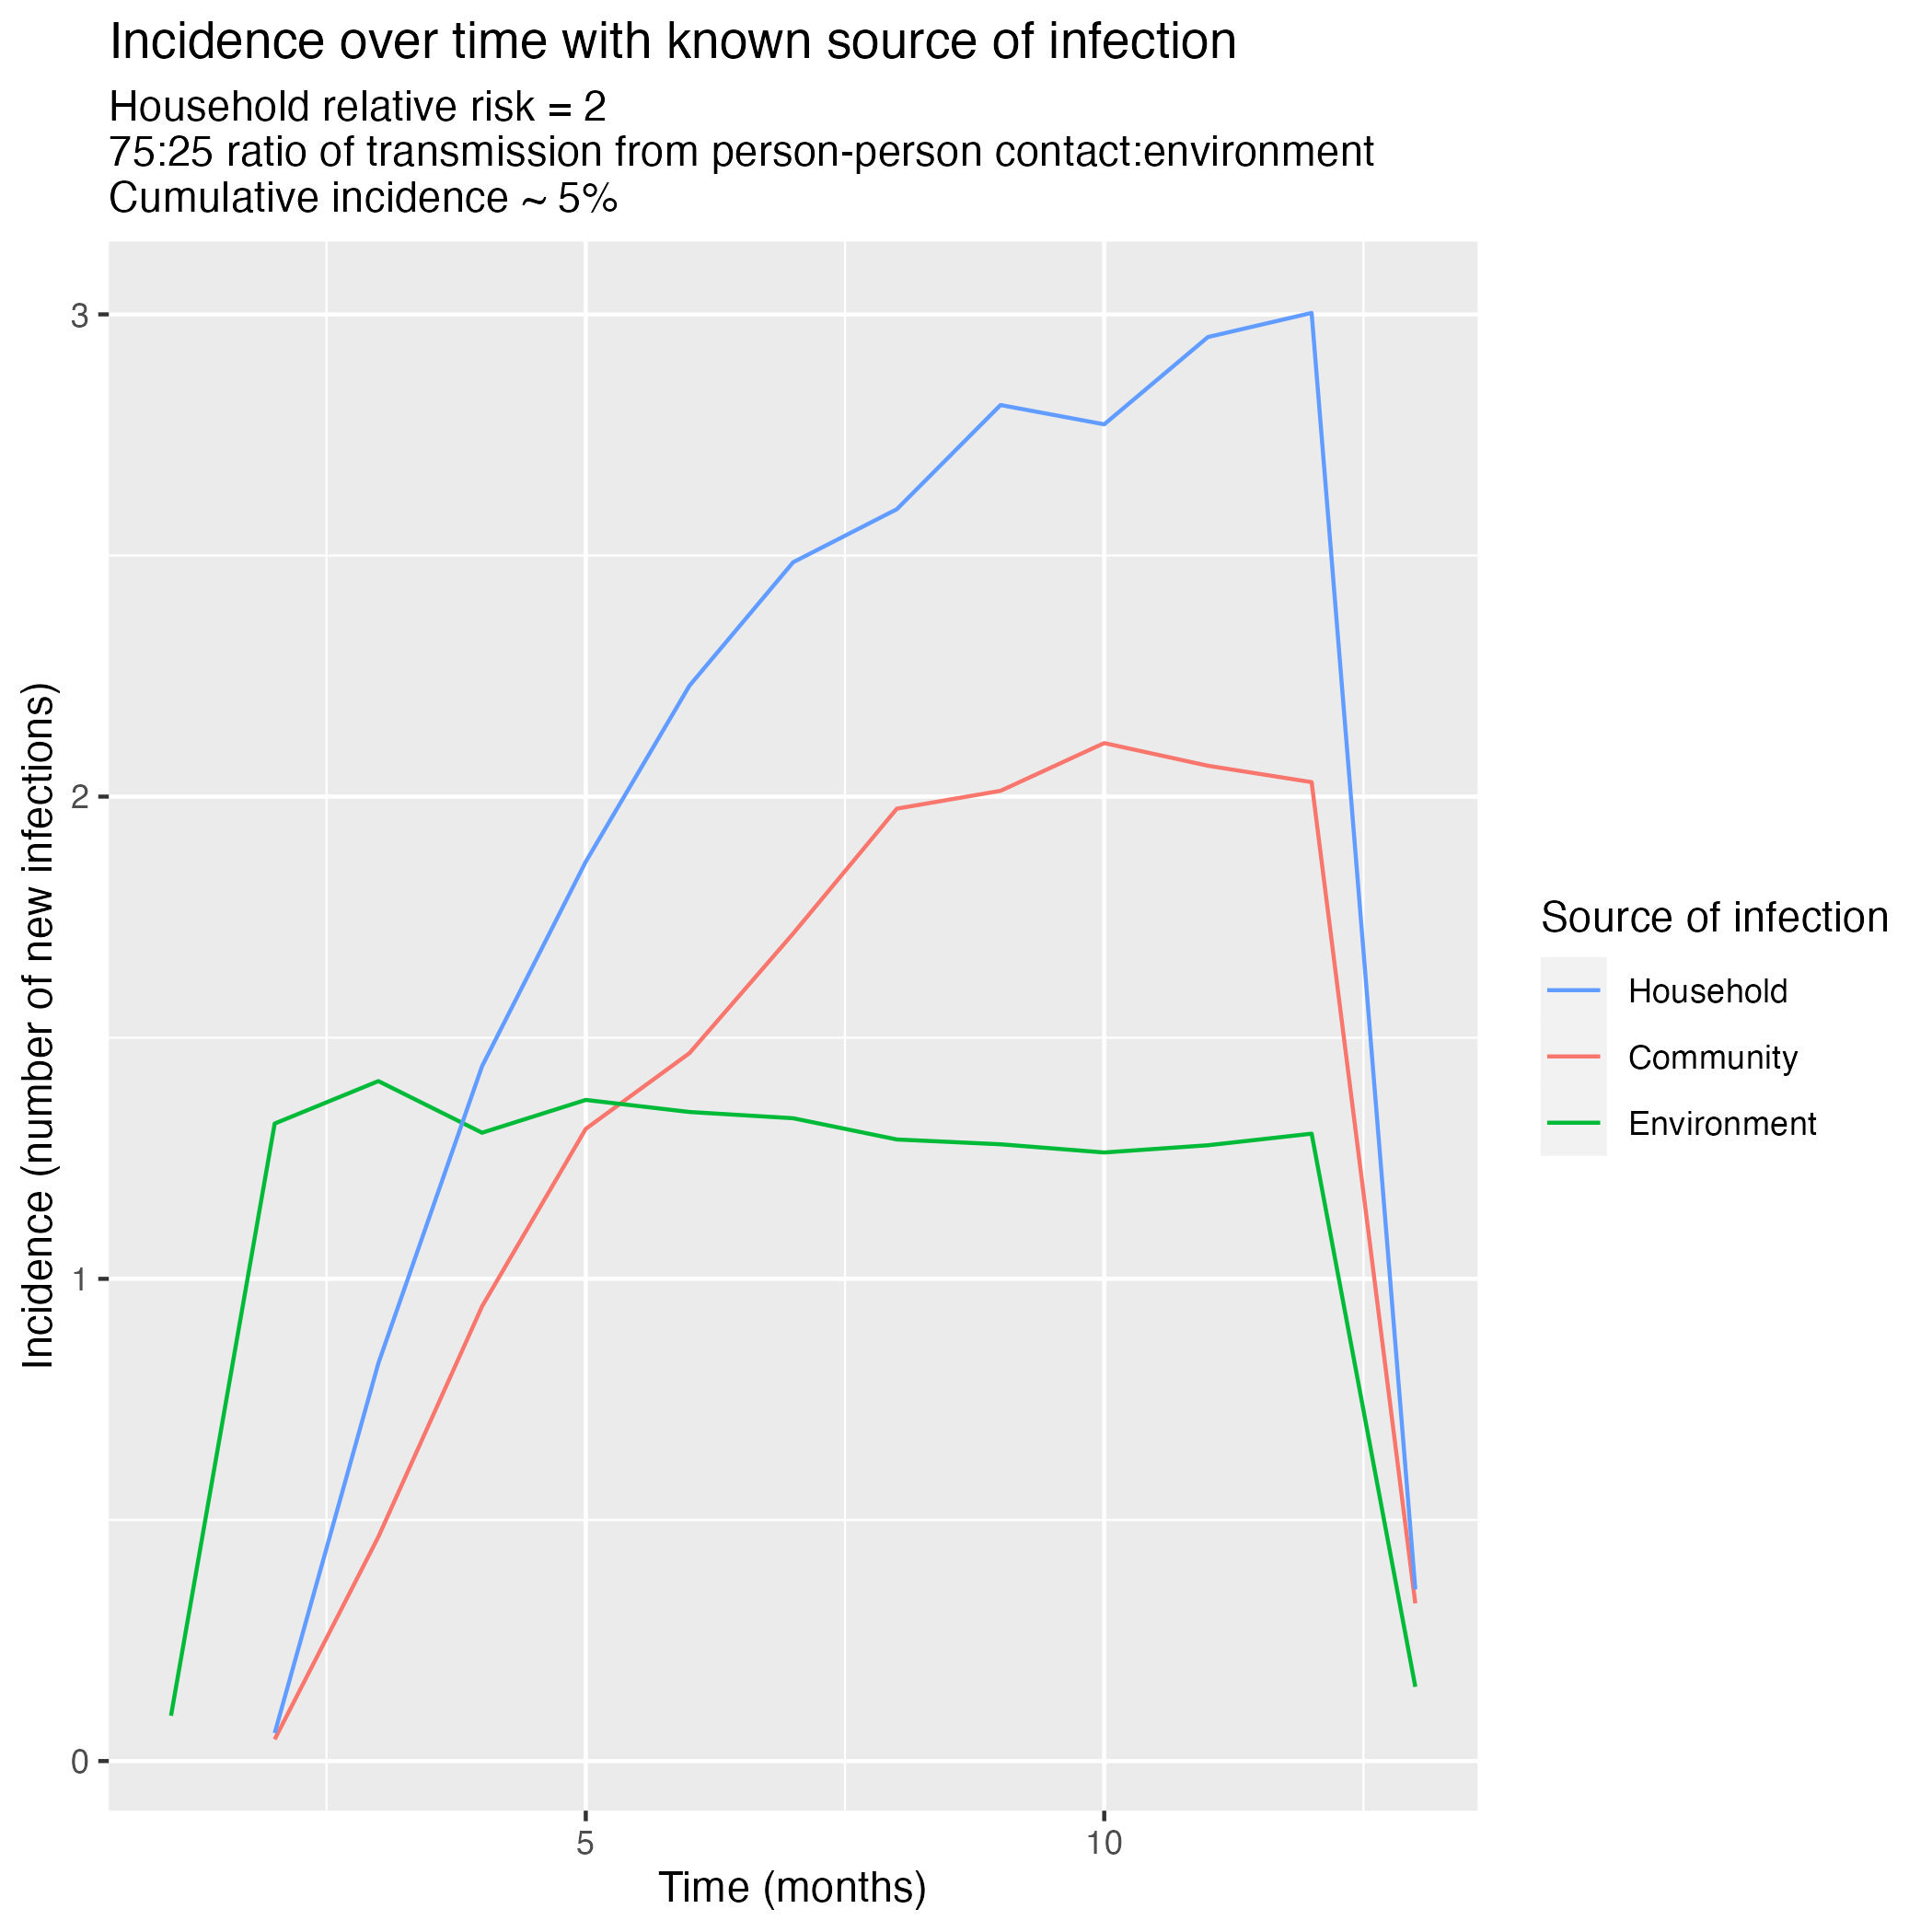 Incidence over time with known source of infection
Household relative risk = 2
75:25 ratio of transmission from person-person contact:environment
Cumulative incidence ~ 5%
Incidence (number of new infections)
3
2
1
0
5
10
Time (months)
Source of infection
Household
Community
Environment